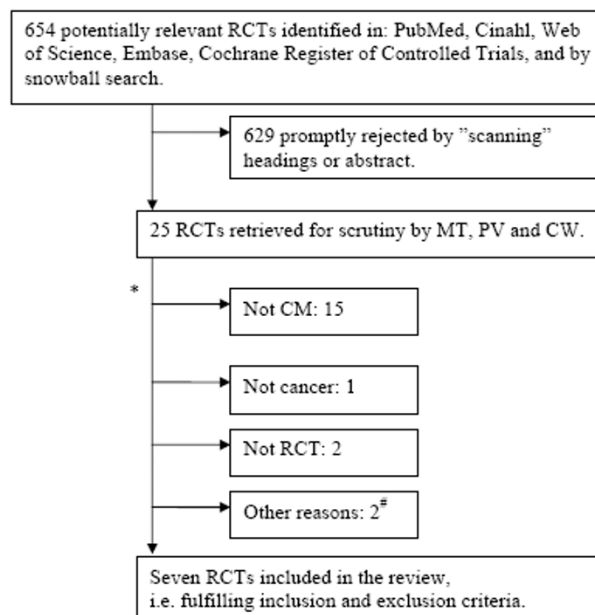 654 potentially relevant RCTs identified in: PubMed, Cinahl, Web
of Science, Embase, Cochrane Register of Controlled Trials, and by
snowball search.
629 promptly rejected by ”scanning”
headings or abstract.
25 RCTs retrieved for scrutiny by MT, PV and CW.
*
Not CM: 15
Not cancer: 1
Not RCT: 2
Other reasons: 2#
Seven RCTs included in the review,
i.e. fulfilling inclusion and exclusion criteria.